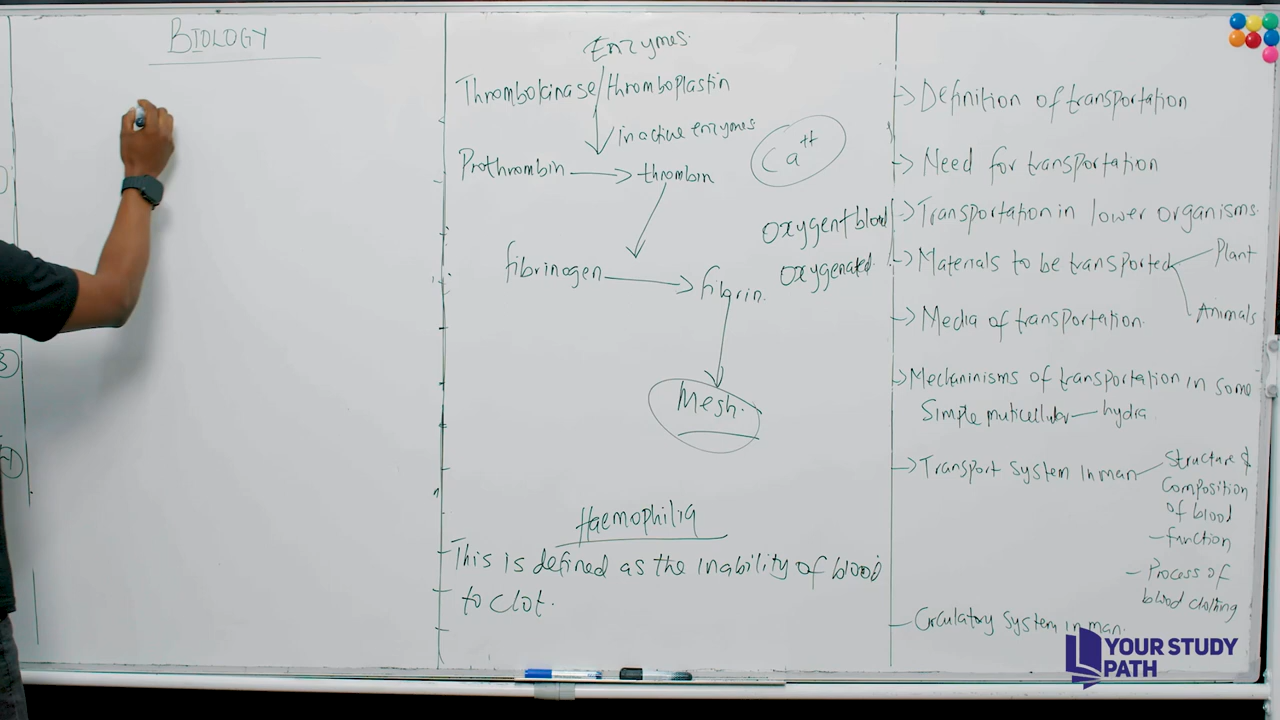 BIOLOGY
Enzymes.
Thrombokinase/thromboplastin
inactive enzymes
Ca++
Prothrombin → thrombin
oxygen+blood
fibrinogen → fibrin.
oxygenated.
Mesh.
Haemophilia
This is defined as the inability of blood
to clot.
-> Definition of transportation
-> Need for transportation
-> Transportation in lower organisms.
-> Materials to be transported
Plant
Animals
-> Media of transportation.
-> Mechaninisms of transportation in some
Simple muticellular — hydra.
-> Transport system in man
Structure &
Composition
of blood
- function
- Process of
blood clotting
- Circulatory System in man.
YOUR STUDY
PATH